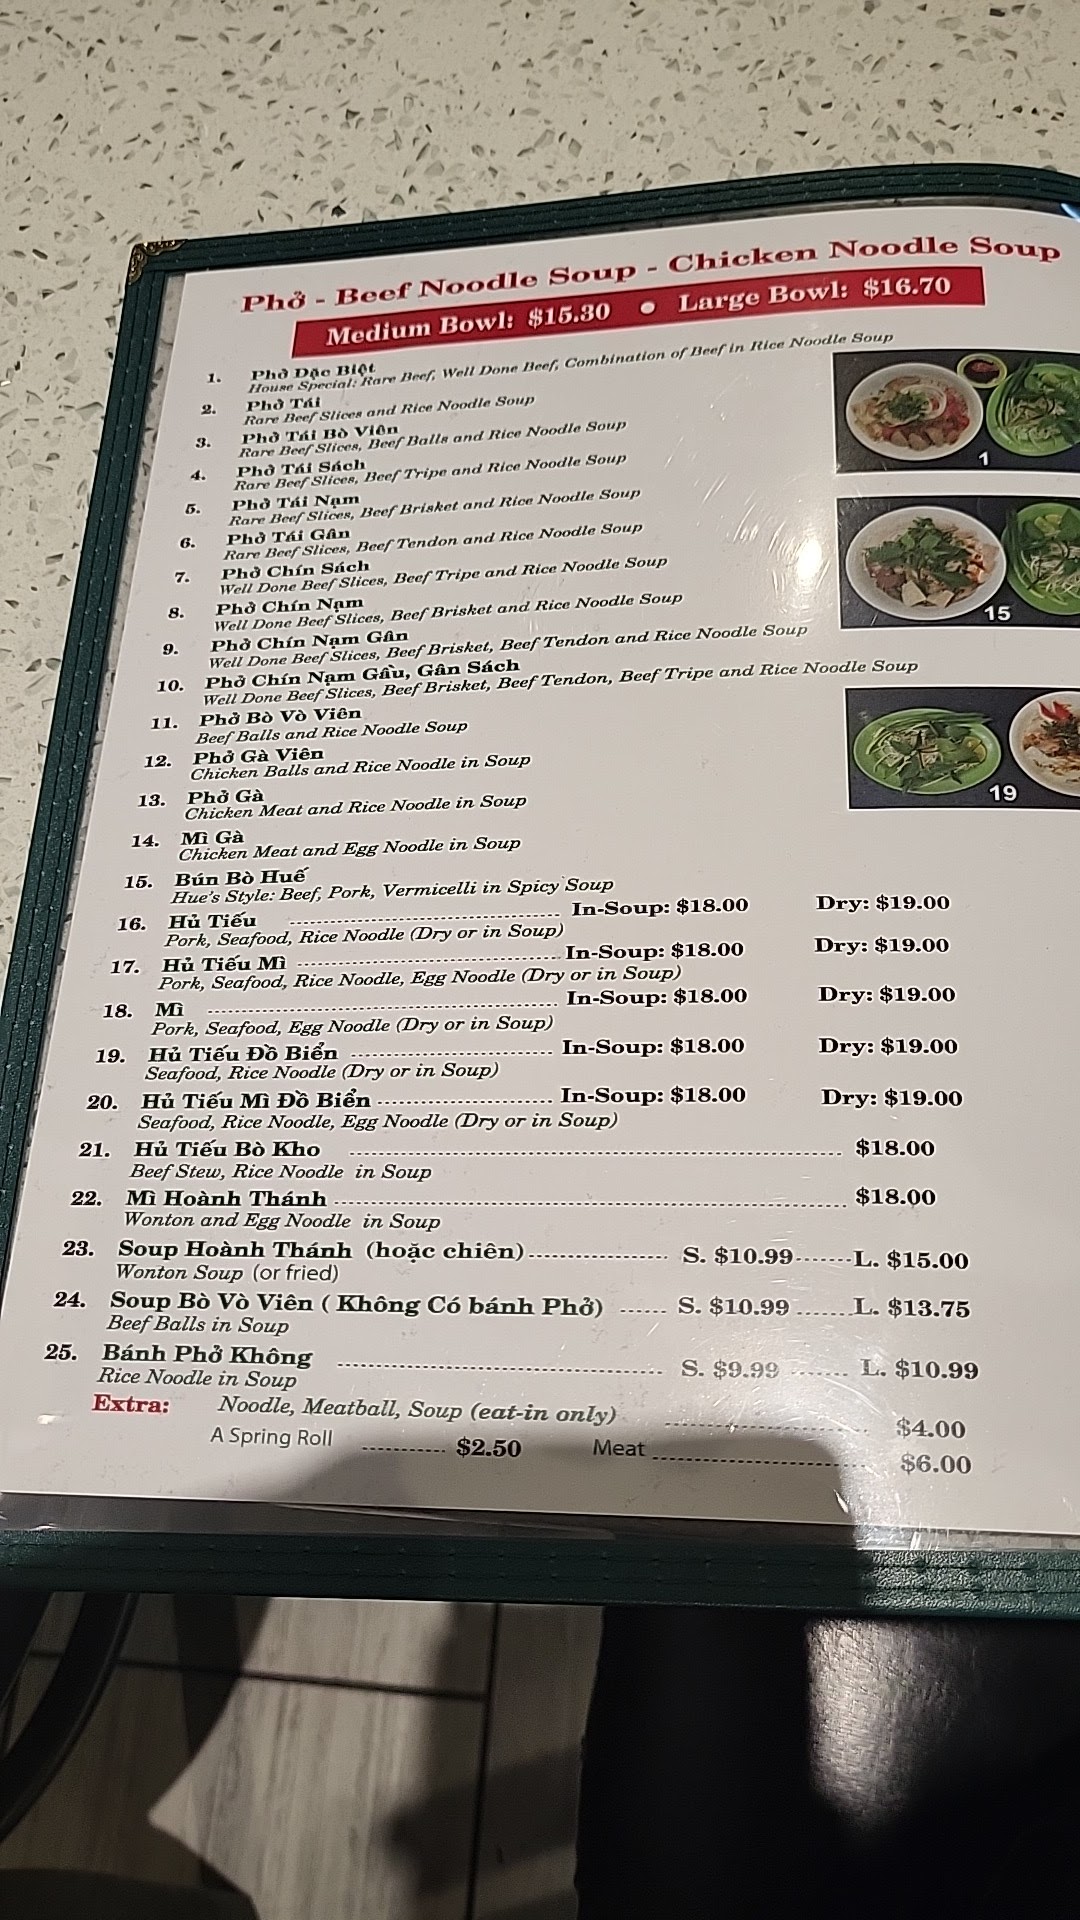 Phở - Beef Noodle Soup - Chicken Noodle Soup
Medium Bowl: $15.30 • Large Bowl: $16.70
1. Phở Dặc Biệt
House Special: Rare Beef, Well Done Beef, Combination of Beef in Rice Noodle Soup
2. Phở Tái
Rare Beef Slices and Rice Noodle Soup
3. Phở Tái Bò Viên
Rare Beef Slices, Beef Balls and Rice Noodle Soup
4. Phở Tái Sách
Rare Beef Slices, Beef Tripe and Rice Noodle Soup
5. Phở Tái Nạm
Rare Beef Slices, Beef Brisket and Rice Noodle Soup
6. Phở Tái Gân
Rare Beef Slices, Beef Tendon and Rice Noodle Soup
7. Phở Chín Sách
Well Done Beef Slices, Beef Tripe and Rice Noodle Soup
8. Phở Chín Nạm
Well Done Beef Slices, Beef Brisket and Rice Noodle Soup
9. Phở Chín Nạm Gân
Well Done Beef Slices, Beef Brisket, Beef Tendon and Rice Noodle Soup
10. Phở Chín Nạm Gầu, Gân Sách
Well Done Beef Slices, Beef Brisket, Beef Tendon, Beef Tripe and Rice Noodle Soup
11. Phở Bò Vò Viên
Beef Balls and Rice Noodle Soup
12. Phở Gà Viên
Chicken Balls and Rice Noodle in Soup
13. Phở Gà
Chicken Meat and Rice Noodle in Soup
14. Mì Gà
Chicken Meat and Egg Noodle in Soup
15. Bún Bò Huế
Hue's Style: Beef, Pork, Vermicelli in Spicy Soup
16. Hủ Tiếu In-Soup: $18.00 Dry: $19.00
Pork, Seafood, Rice Noodle (Dry or in Soup)
17. Hủ Tiếu Mì In-Soup: $18.00 Dry: $19.00
Pork, Seafood, Rice Noodle, Egg Noodle (Dry or in Soup)
18. Mì In-Soup: $18.00 Dry: $19.00
Pork, Seafood, Egg Noodle (Dry or in Soup)
19. Hủ Tiếu Đồ Biển In-Soup: $18.00 Dry: $19.00
Seafood, Rice Noodle (Dry or in Soup)
20. Hủ Tiếu Mì Đồ Biển In-Soup: $18.00 Dry: $19.00
Seafood, Rice Noodle, Egg Noodle (Dry or in Soup)
21. Hủ Tiếu Bò Kho $18.00
Beef Stew, Rice Noodle in Soup
22. Mì Hoành Thánh $18.00
Wonton and Egg Noodle in Soup
23. Soup Hoành Thánh (hoặc chiên) S. $10.99 L. $15.00
Wonton Soup (or fried)
24. Soup Bò Vò Viên ( Không Có bánh Phở) S. $10.99 L. $13.75
Beef Balls in Soup
25. Bánh Phở Không S. $9.99 L. $10.99
Rice Noodle in Soup
Extra: Noodle, Meatball, Soup (eat-in only) $4.00
A Spring Roll $2.50 Meat $6.00
1
15
19